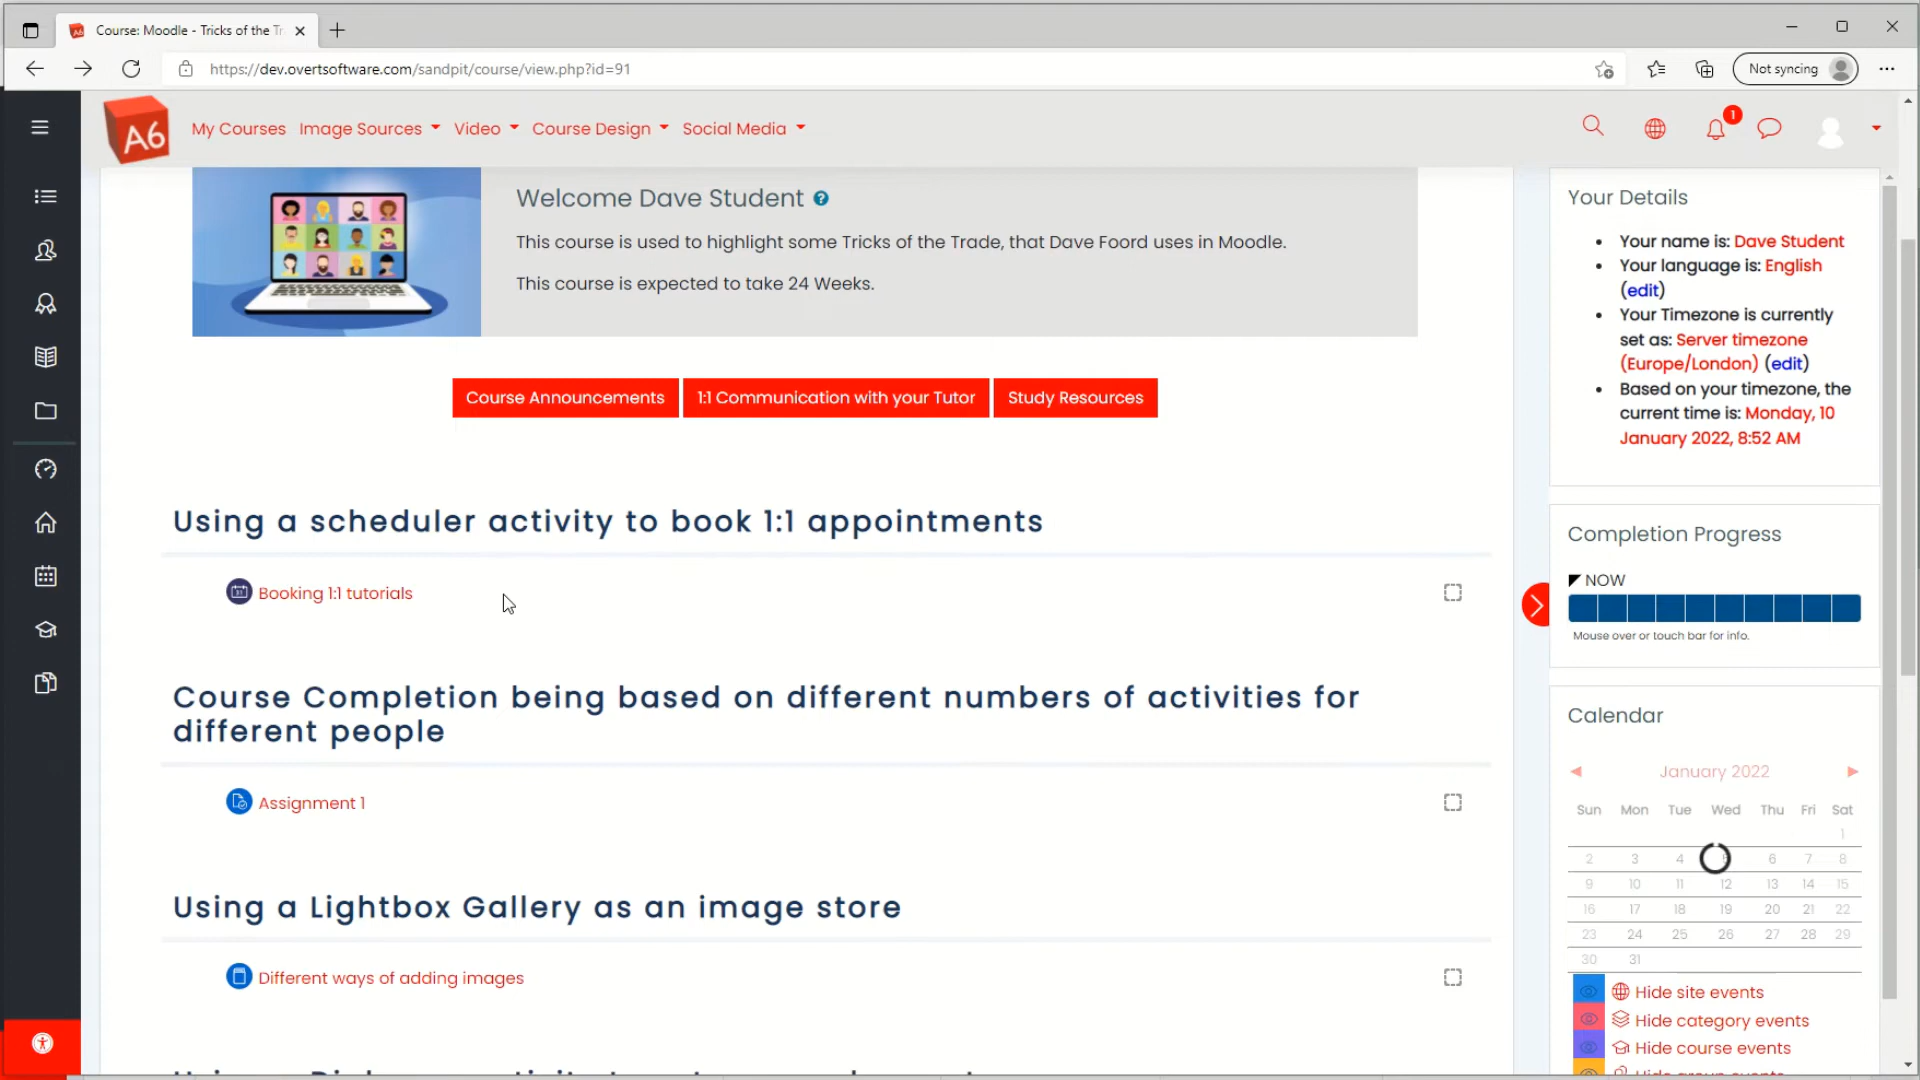 Course: Moodle - Tricks of the Tr
https://dev.overtsoftware.com/sandpit/course/view.php?id=91
Not syncing
A6
My Courses
Image Sources
Video
Course Design
Social Media
1
Welcome Dave Student
This course is used to highlight some Tricks of the Trade, that Dave Foord uses in Moodle.
This course is expected to take 24 Weeks.
Course Announcements
1:1 Communication with your Tutor
Study Resources
Using a scheduler activity to book 1:1 appointments
Booking 1:1 tutorials
Course Completion being based on different numbers of activities for
different people
Assignment 1
Using a Lightbox Gallery as an image store
Different ways of adding images
Your Details
Your name is: Dave Student
Your language is: English
(edit)
Your Timezone is currently
set as: Server timezone
(Europe/London) (edit)
Based on your timezone, the
current time is: Monday, 10
January 2022, 8:52 AM
Completion Progress
NOW
Mouse over or touch bar for info.
Calendar
January 2022
Sun Mon Tue Wed Thu Fri Sat
1
2 3 4 6 7 8
9 10 11 12 13 14 15
16 17 18 19 20 21 22
23 24 25 26 27 28 29
30 31
Hide site events
Hide category events
Hide course events